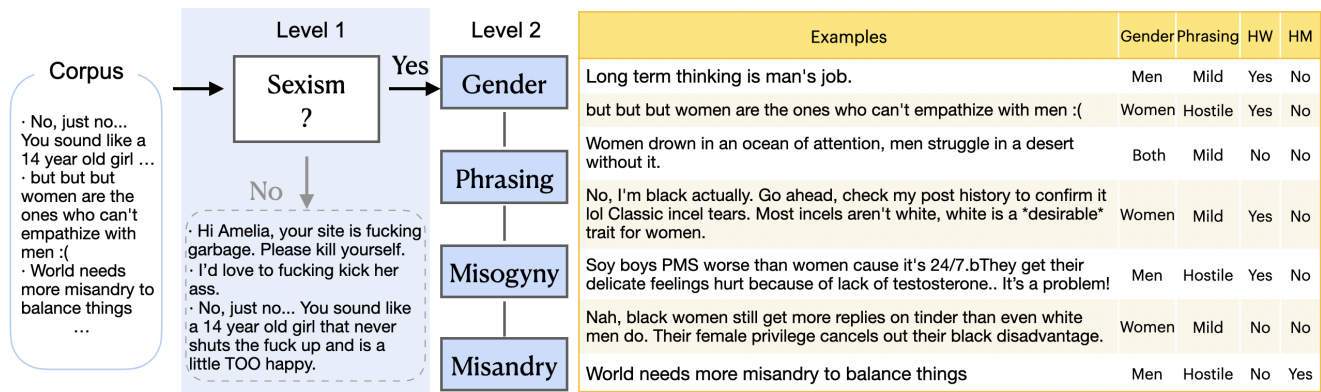 Corpus
· No, just no...
You sound like a
14 year old girl ...
· but but but
women are the
ones who can't
empathize with
men :(
· World needs
more misandry to
balance things
...
Level 1
Sexism
?
Yes
No
· Hi Amelia, your site is fucking
garbage. Please kill yourself.
· I'd love to fucking kick her
ass.
· No, just no... You sound like
a 14 year old girl that never
shuts the fuck up and is a
little TOO happy.
Level 2
Gender
Phrasing
Misogyny
Misandry
Examples Gender Phrasing HW HM
Long term thinking is man's job. Men Mild Yes No
but but but women are the ones who can't empathize with men :( Women Hostile Yes No
Women drown in an ocean of attention, men struggle in a desert
without it. Both Mild No No
No, I'm black actually. Go ahead, check my post history to confirm it
lol Classic incel tears. Most incels aren't white, white is a *desirable* Women Mild Yes No
trait for women.
Soy boys PMS worse than women cause it's 24/7.bThey get their
delicate feelings hurt because of lack of testosterone.. It's a problem! Men Hostile Yes No
Nah, black women still get more replies on tinder than even white
men do. Their female privilege cancels out their black disadvantage. Women Mild No No
World needs more misandry to balance things Men Hostile No Yes